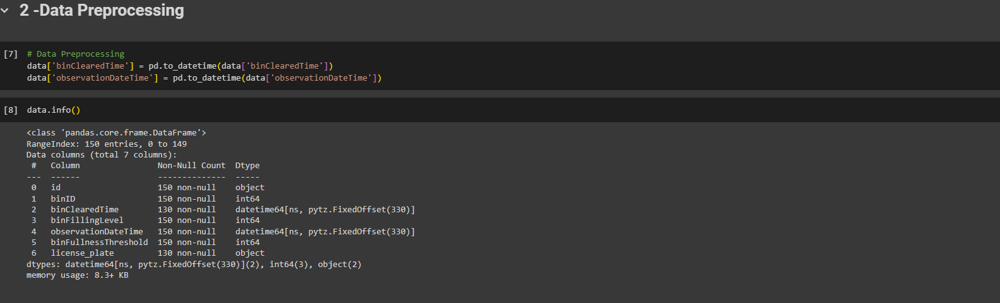 2 -Data Preprocessing
[7] # Data Preprocessing
data['binClearedTime'] = pd.to_datetime(data['binClearedTime'])
data['observationDateTime'] = pd.to_datetime(data['observationDateTime'])
[8] data.info()
<class 'pandas.core.frame.DataFrame'>
RangeIndex: 150 entries, 0 to 149
Data columns (total 7 columns):
 #   Column                Non-Null Count  Dtype
---  ------                --------------  -----
 0   id                    150 non-null    object
 1   binID                 150 non-null    int64
 2   binClearedTime        130 non-null    datetime64[ns, pytz.FixedOffset(330)]
 3   binFillingLevel       150 non-null    int64
 4   observationDateTime   150 non-null    datetime64[ns, pytz.FixedOffset(330)]
 5   binFullnessThreshold  150 non-null    int64
 6   license_plate         130 non-null    object
dtypes: datetime64[ns, pytz.FixedOffset(330)](2), int64(3), object(2)
memory usage: 8.3+ KB